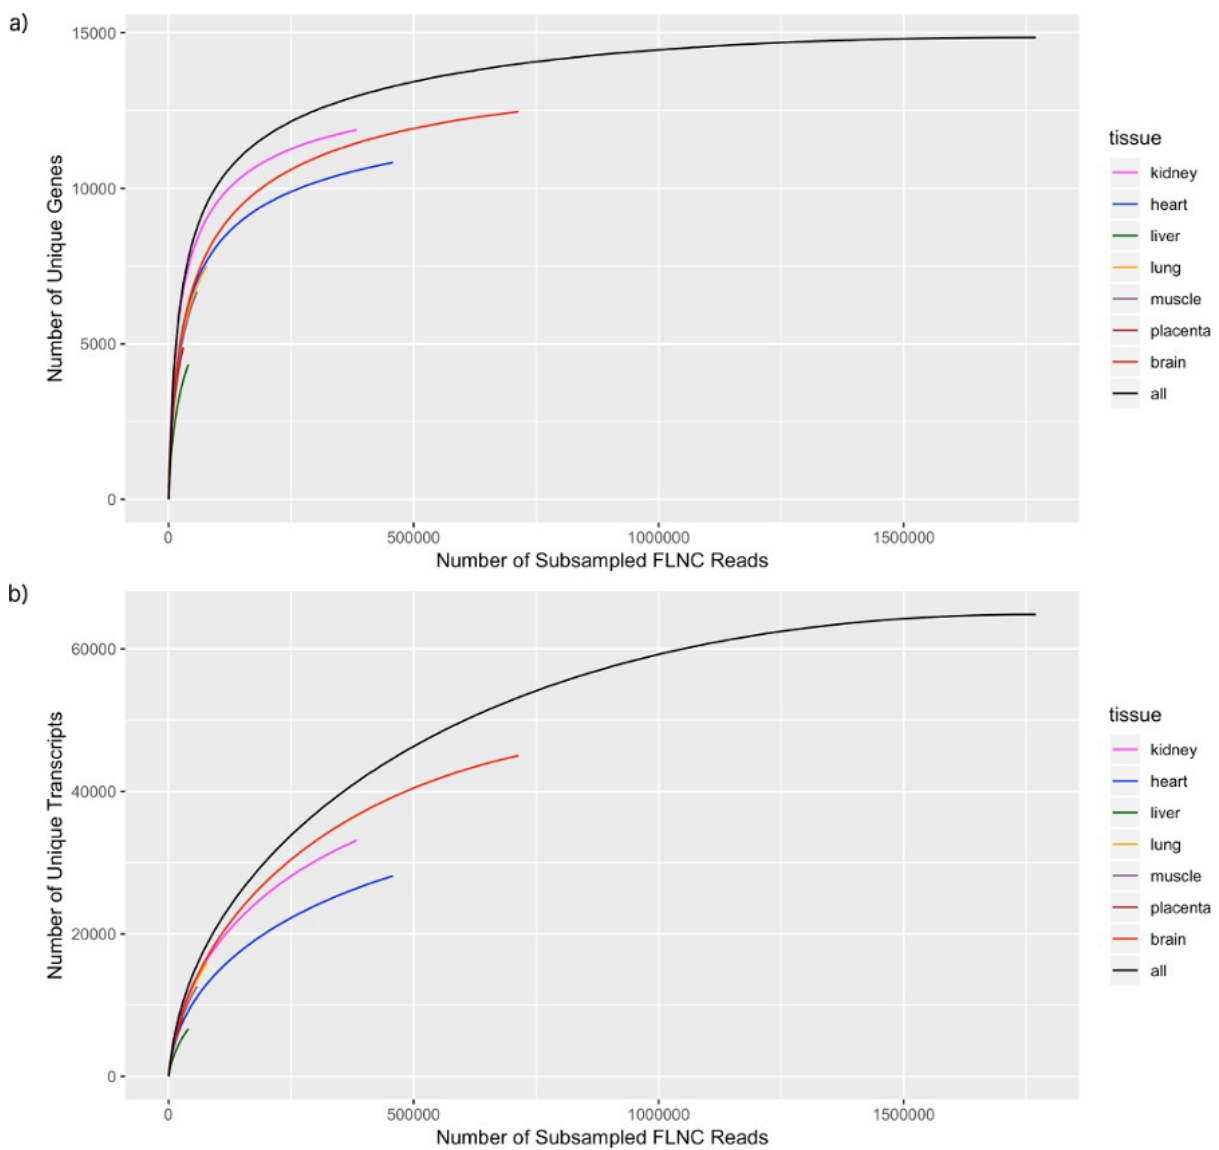 a)
15000
10000
5000
0
Number of Unique Genes
0 500000 1000000 1500000
Number of Subsampled FLNC Reads
tissue
kidney
heart
liver
lung
muscle
placenta
brain
all
b)
60000
40000
20000
0
Number of Unique Transcripts
0 500000 1000000 1500000
Number of Subsampled FLNC Reads
tissue
kidney
heart
liver
lung
muscle
placenta
brain
all